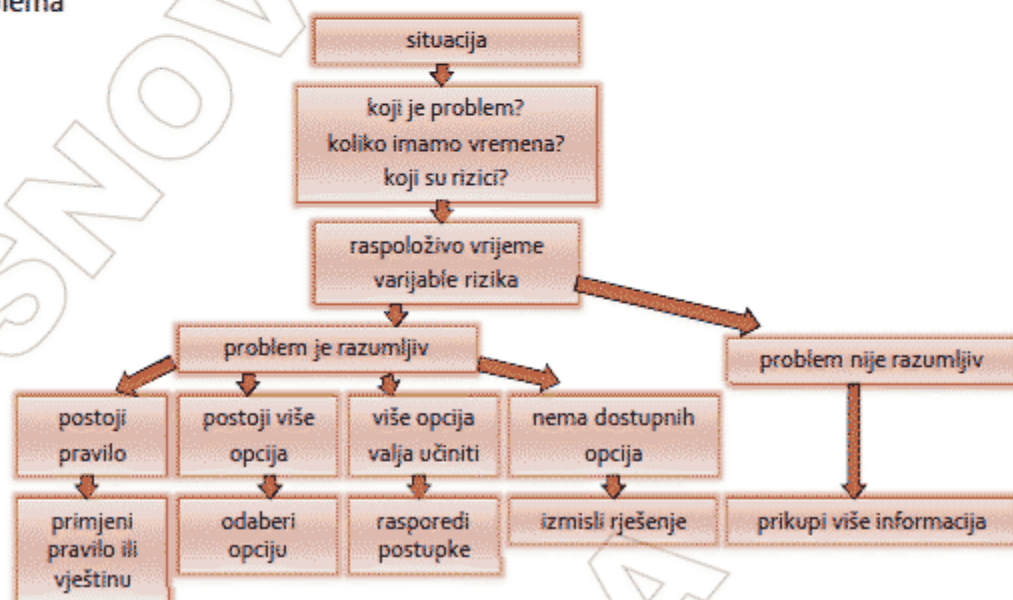 situacija
koji je problem?
koliko imamo vremena?
koji su rizici?
raspoloživo vrijeme
varijable rizika
problem je razumljiv
problem nije razumljiv
postoji
pravilo
postoji više
opcija
više opcija
valja učiniti
nema dostupnih
opcija
primjeni
pravilo ili
vještinu
odaberi
opciju
rasporedi
postupke
izmisli rješenje
prikupi više informacija